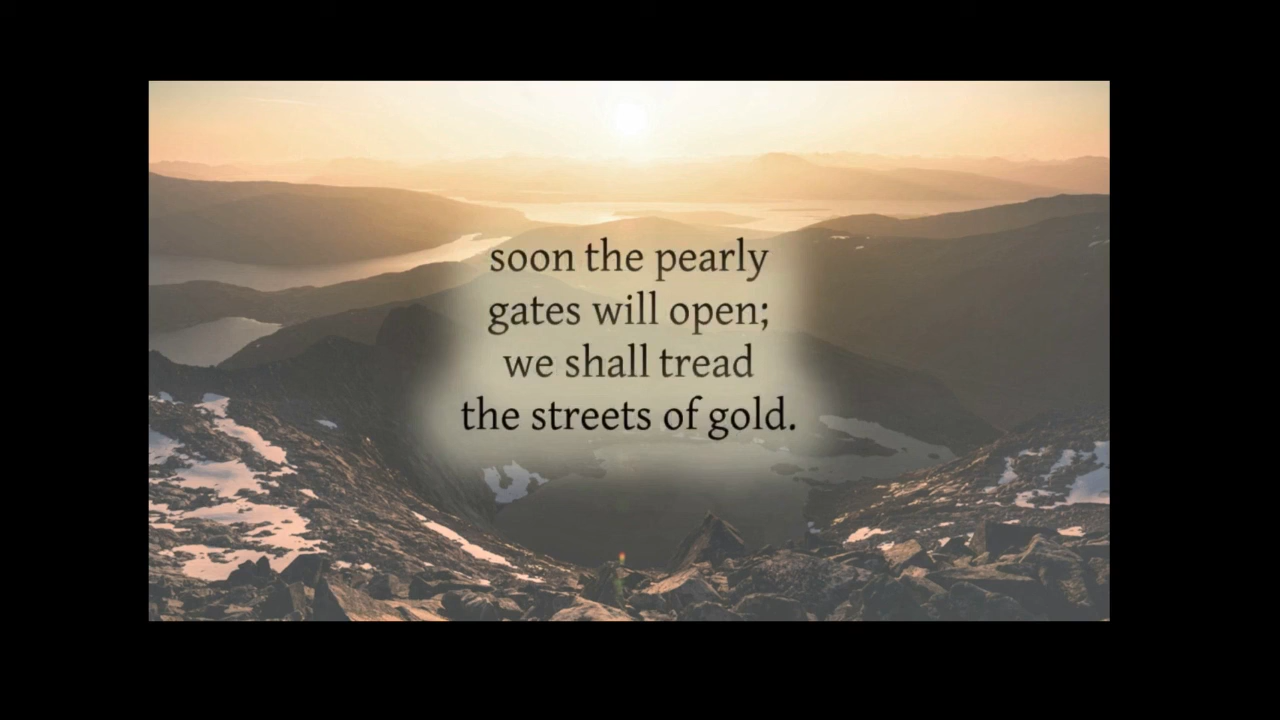 soon the pearly
gates will open;
we shall tread
the streets of gold.